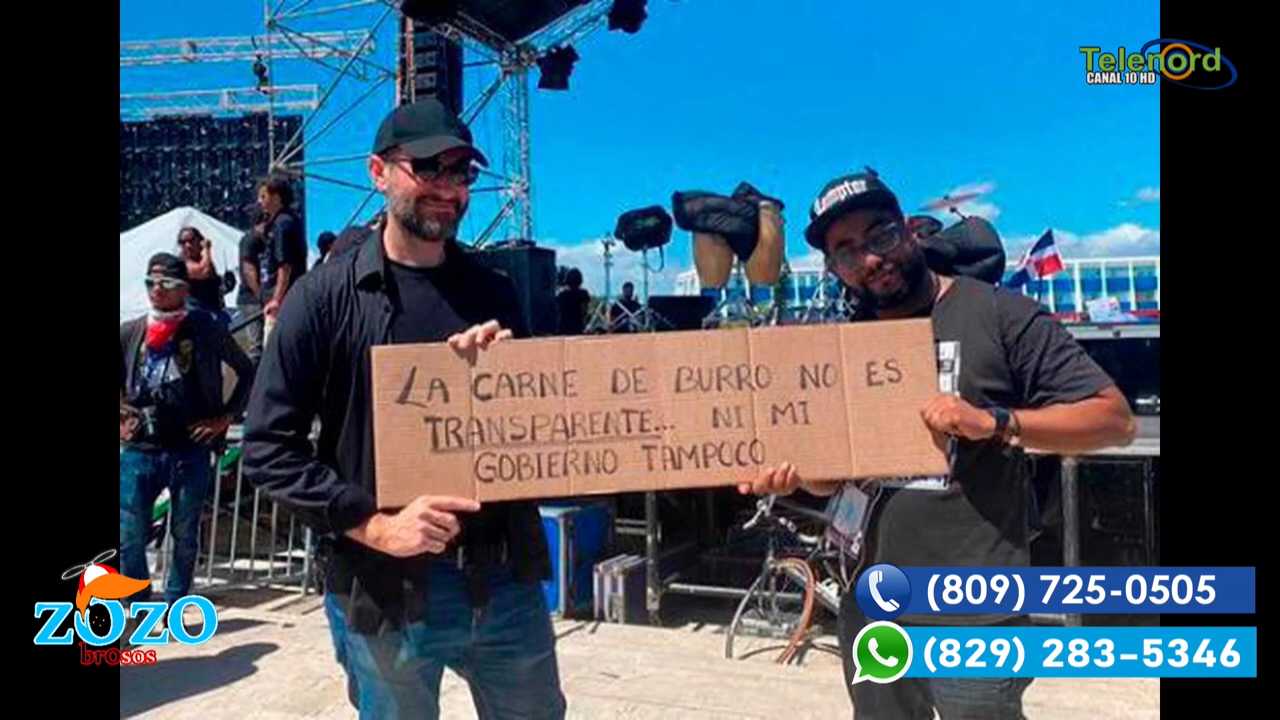 Telenord
CANAL 10 HD
Compton
LA CARNE DE BURRO NO ES
TRANSPARENTE... NI MI
GOBIERNO TAMPOCO
ZOZO
brOsos
(809) 725-0505
(829) 283-5346